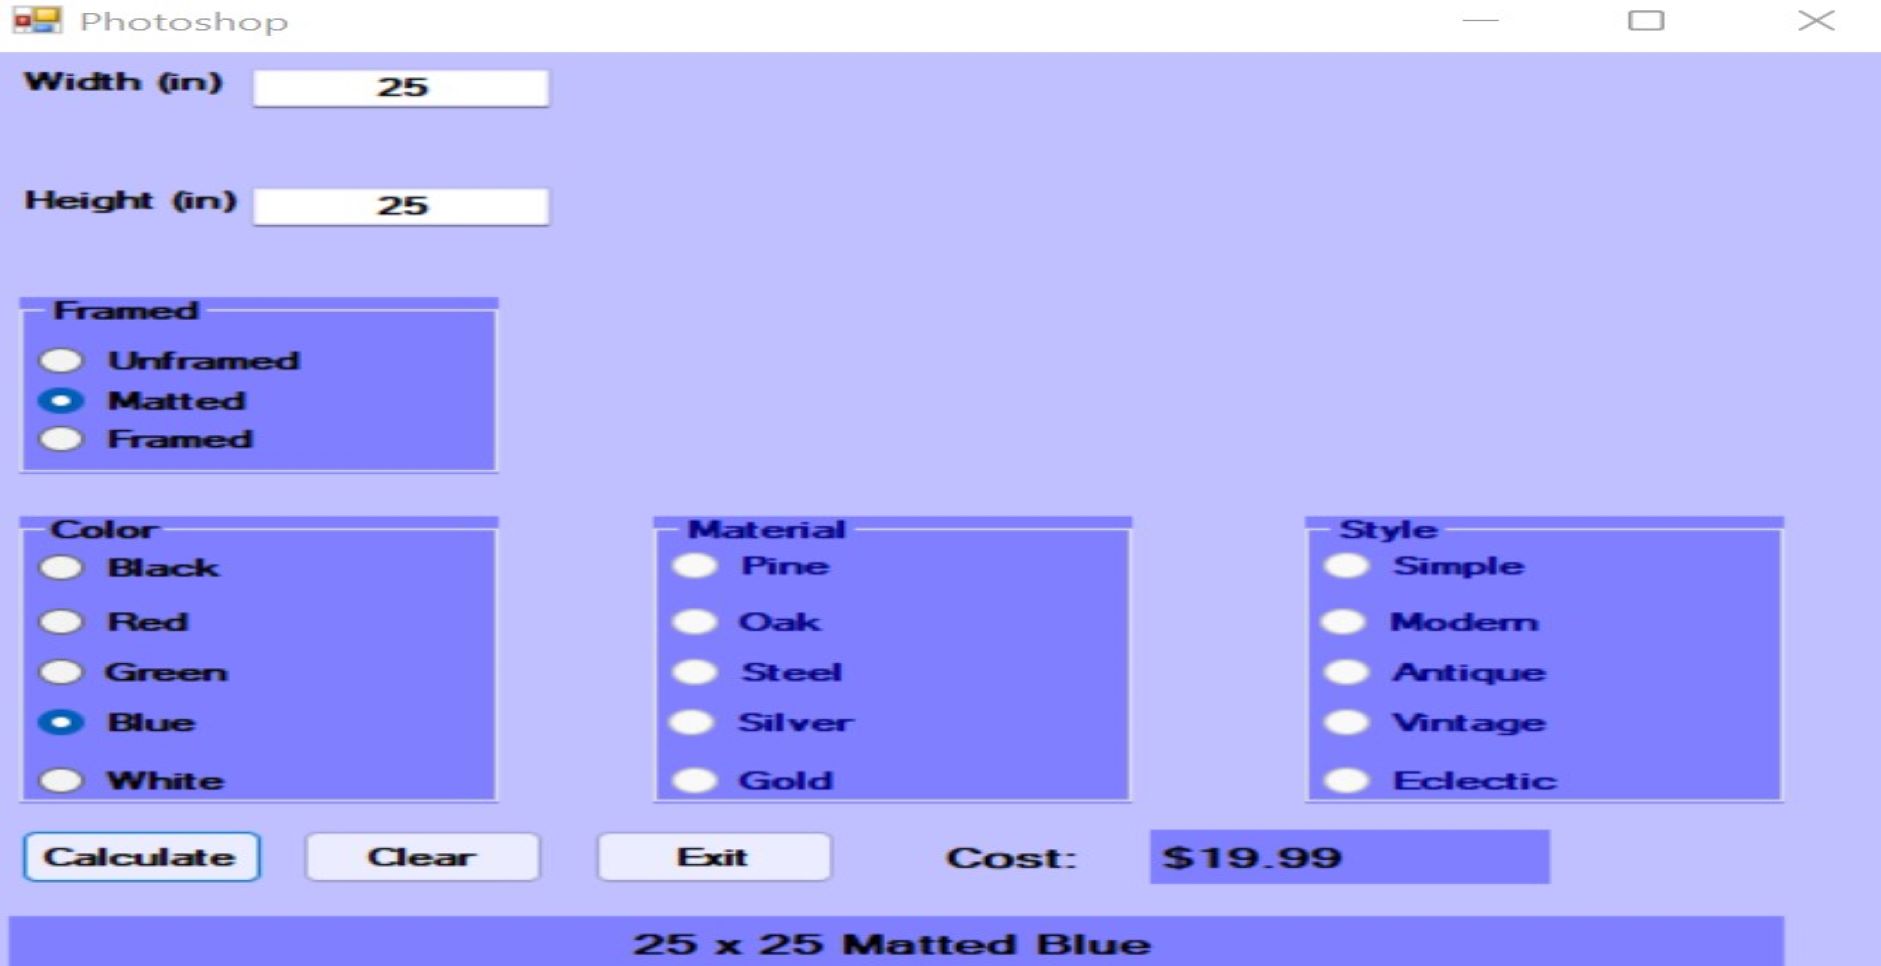 Photoshop
Width (in) 25
Height (in) 25
Framed
Unframed
Matted
Framed
Color
Black
Red
Green
Blue
White
Material
Pine
Oak
Steel
Silver
Gold
Style
Simple
Modern
Antique
Vintage
Eclectic
Calculate Clear Exit Cost: $19.99
25 x 25 Matted Blue